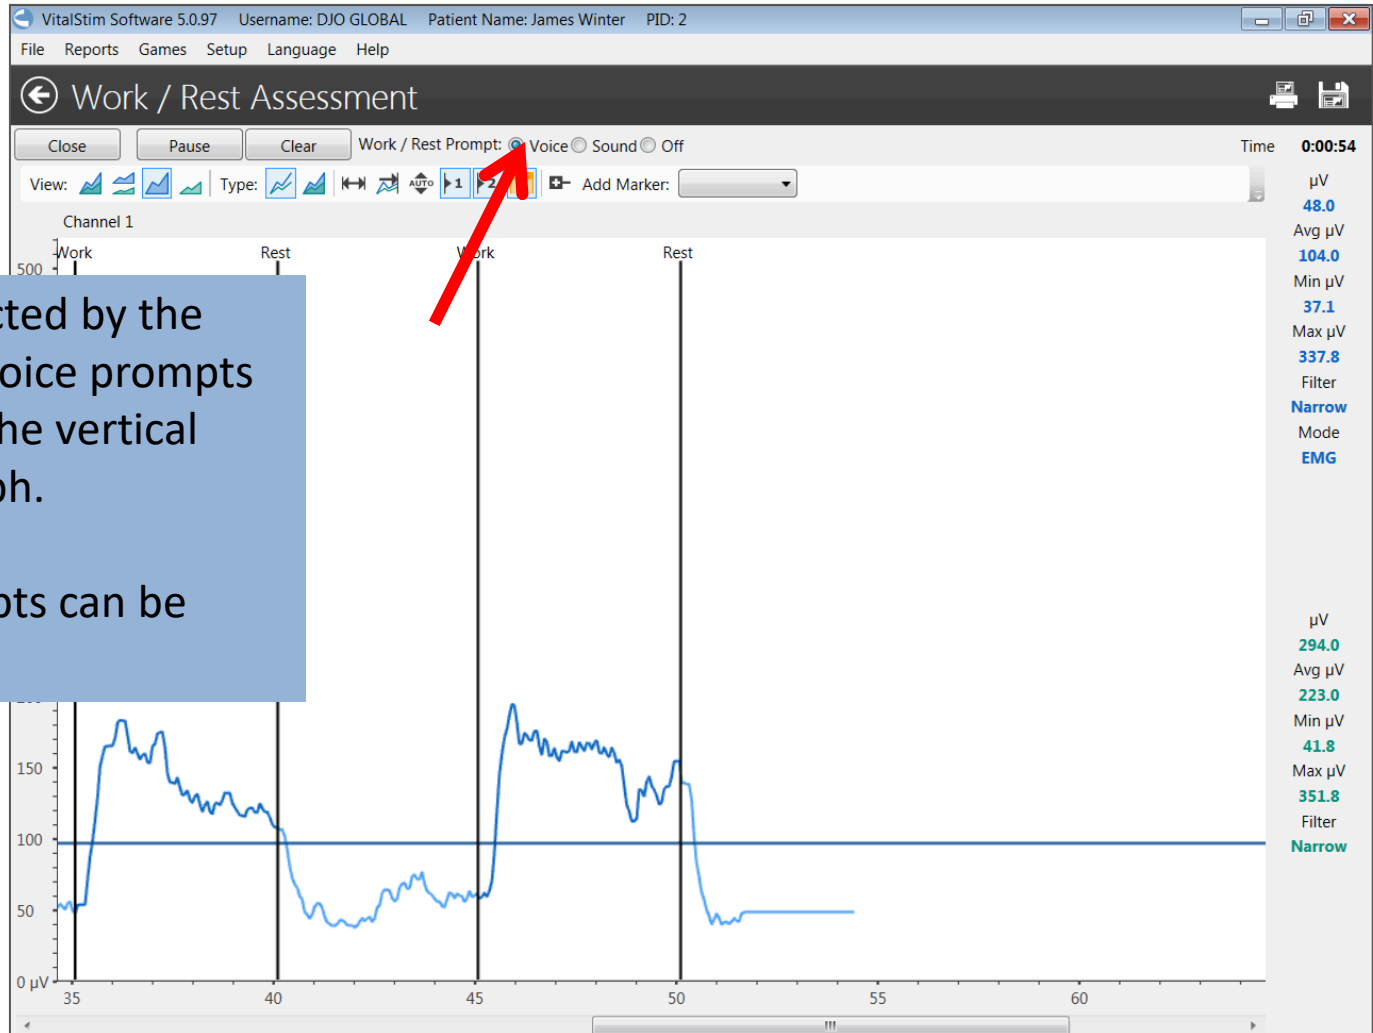 VitalStim Software 5.0.97 Username: DJO GLOBAL Patient Name: James Winter PID: 2
File Reports Games Setup Language Help
Work / Rest Assessment
Close Pause Clear Work / Rest Prompt: Voice Sound Off Time 0:00:54
View: Type: AUTO 1 2 Add Marker:
Channel 1
Work Rest Work Rest
500
cted by the
oice prompts
he vertical
ph.
pts can be
150
100
50
0 µV
35 40 45 50 55 60
µV
48.0
Avg µV
104.0
Min µV
37.1
Max µV
337.8
Filter
Narrow
Mode
EMG
µV
294.0
Avg µV
223.0
Min µV
41.8
Max µV
351.8
Filter
Narrow